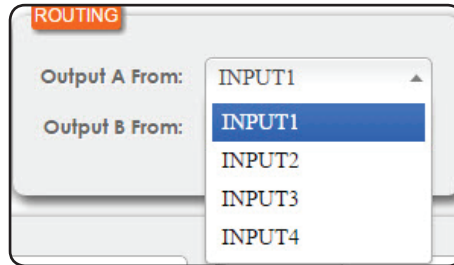 ROUTING
Output A From: INPUT1
Output B From:
INPUT1
INPUT2
INPUT3
INPUT4